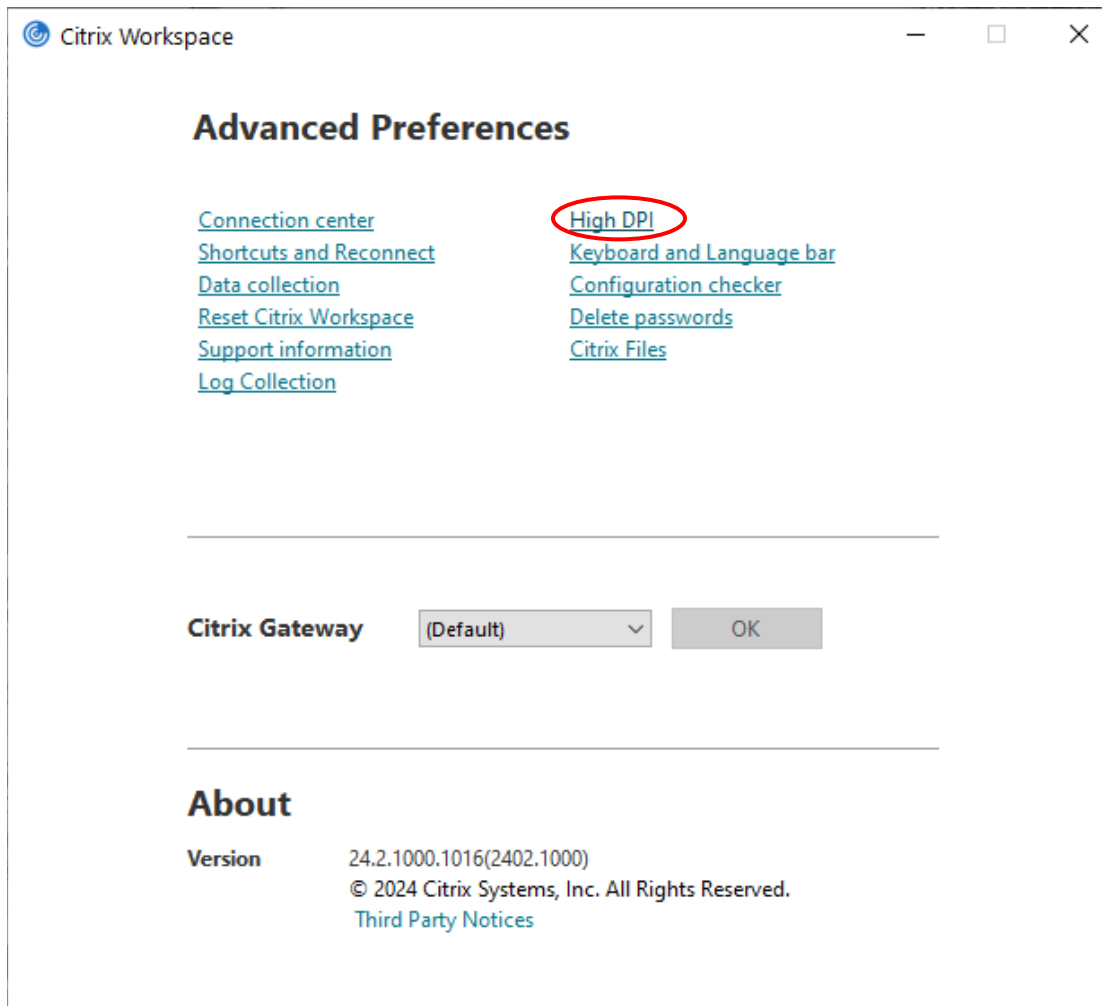 Citrix Workspace
Advanced Preferences
Connection center
Shortcuts and Reconnect
Data collection
Reset Citrix Workspace
Support information
Log Collection
High DPI
Keyboard and Language bar
Configuration checker
Delete passwords
Citrix Files
Citrix Gateway (Default) OK
About
Version 24.2.1000.1016(2402.1000)
© 2024 Citrix Systems, Inc. All Rights Reserved.
Third Party Notices